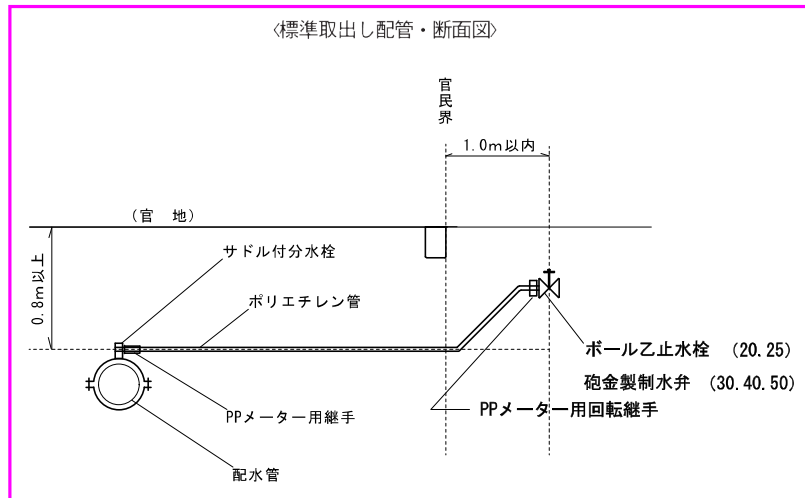 〈標準取出し配管・断面図〉
官民界
1.0m以内
(官　地)
0.8m以上
サドル付分水栓
ポリエチレン管
ボール乙止水栓　(20.25)
砲金製制水弁　(30.40.50)
PPメーター用回転継手
PPメーター用継手
配水管